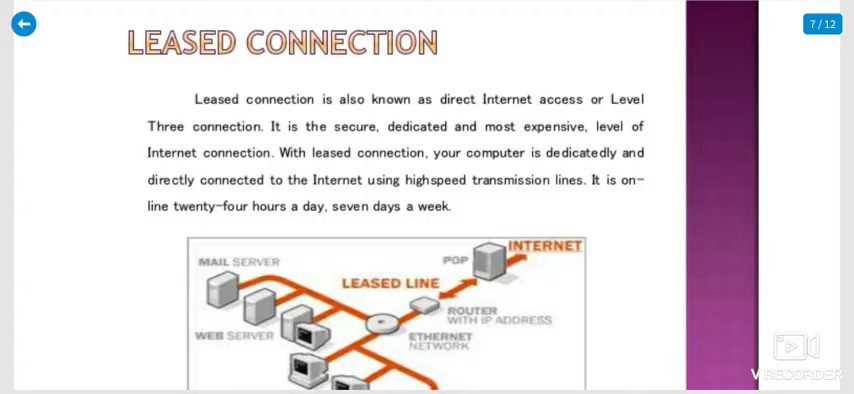 7 / 12
LEASED CONNECTION
Leased connection is also known as direct Internet access or Level
Three connection. It is the secure, dedicated and most expensive, level of
Internet connection. With leased connection, your computer is dedicatedly and
directly connected to the Internet using highspeed transmission lines. It is on-
line twenty-four hours a day, seven days a week.
INTERNET
POP
MAIL SERVER
LEASED LINE
ROUTER
WITH IP ADDRESS
WEB SERVER
ETHERNET
NETWORK
V RECORDER